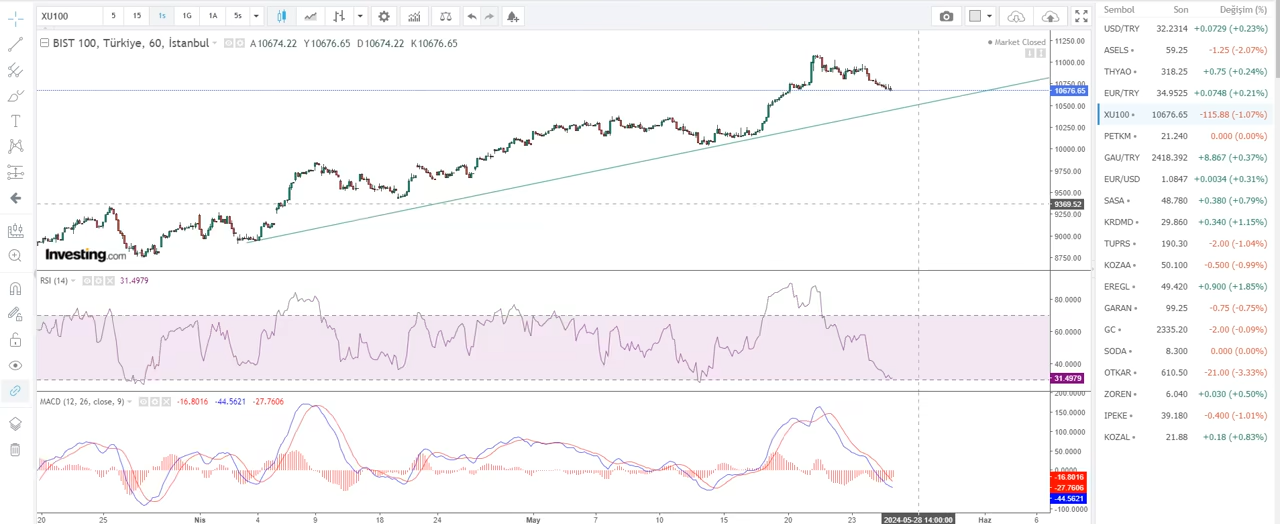 XU100 5 15 1s 1G 1A 5s
BIST 100, Türkiye, 60, İstanbul A10674.22 Y10676.65 D10674.22 K10676.65
Market Closed
11250.00
11000.00
10676.65
10500.00
10250.00
10000.00
9750.00
9500.00
9369.52
9250.00
9000.00
8750.00
Investing.com
RSI (14) 31.4979
80.0000
60.0000
40.0000
31.4979
MACD (12, 26, close, 9) -16.8016 -44.5621 -27.7606
200.0000
150.0000
100.0000
50.0000
0.0000
-16.8016
-27.7606
-44.5621
-100.0000
20 25 Nis 4 9 18 24 May 7 10 15 20 23 2024-05-28 14:00:00 Haz 6
Sembol Son Değişim (%)
USD/TRY 32.2314 +0.0729 (+0.23%)
ASELS 59.25 -1.25 (-2.07%)
THYAO 318.25 +0.75 (+0.24%)
EUR/TRY 34.9525 +0.0748 (+0.21%)
XU100 10676.65 -115.88 (-1.07%)
PETKM 21.240 0.000 (0.00%)
GAU/TRY 2418.392 +8.867 (+0.37%)
EUR/USD 1.0847 +0.0034 (+0.31%)
SASA 48.780 +0.380 (+0.79%)
KRDMD 29.860 +0.340 (+1.15%)
TUPRS 190.30 -2.00 (-1.04%)
KOZAA 50.100 -0.500 (-0.99%)
EREGL 49.420 +0.900 (+1.85%)
GARAN 99.25 -0.75 (-0.75%)
GC 2335.20 -2.00 (-0.09%)
SODA 8.300 0.000 (0.00%)
OTKAR 610.50 -21.00 (-3.33%)
ZOREN 6.040 +0.030 (+0.50%)
IPEKE 39.180 -0.400 (-1.01%)
KOZAL 21.88 +0.18 (+0.83%)